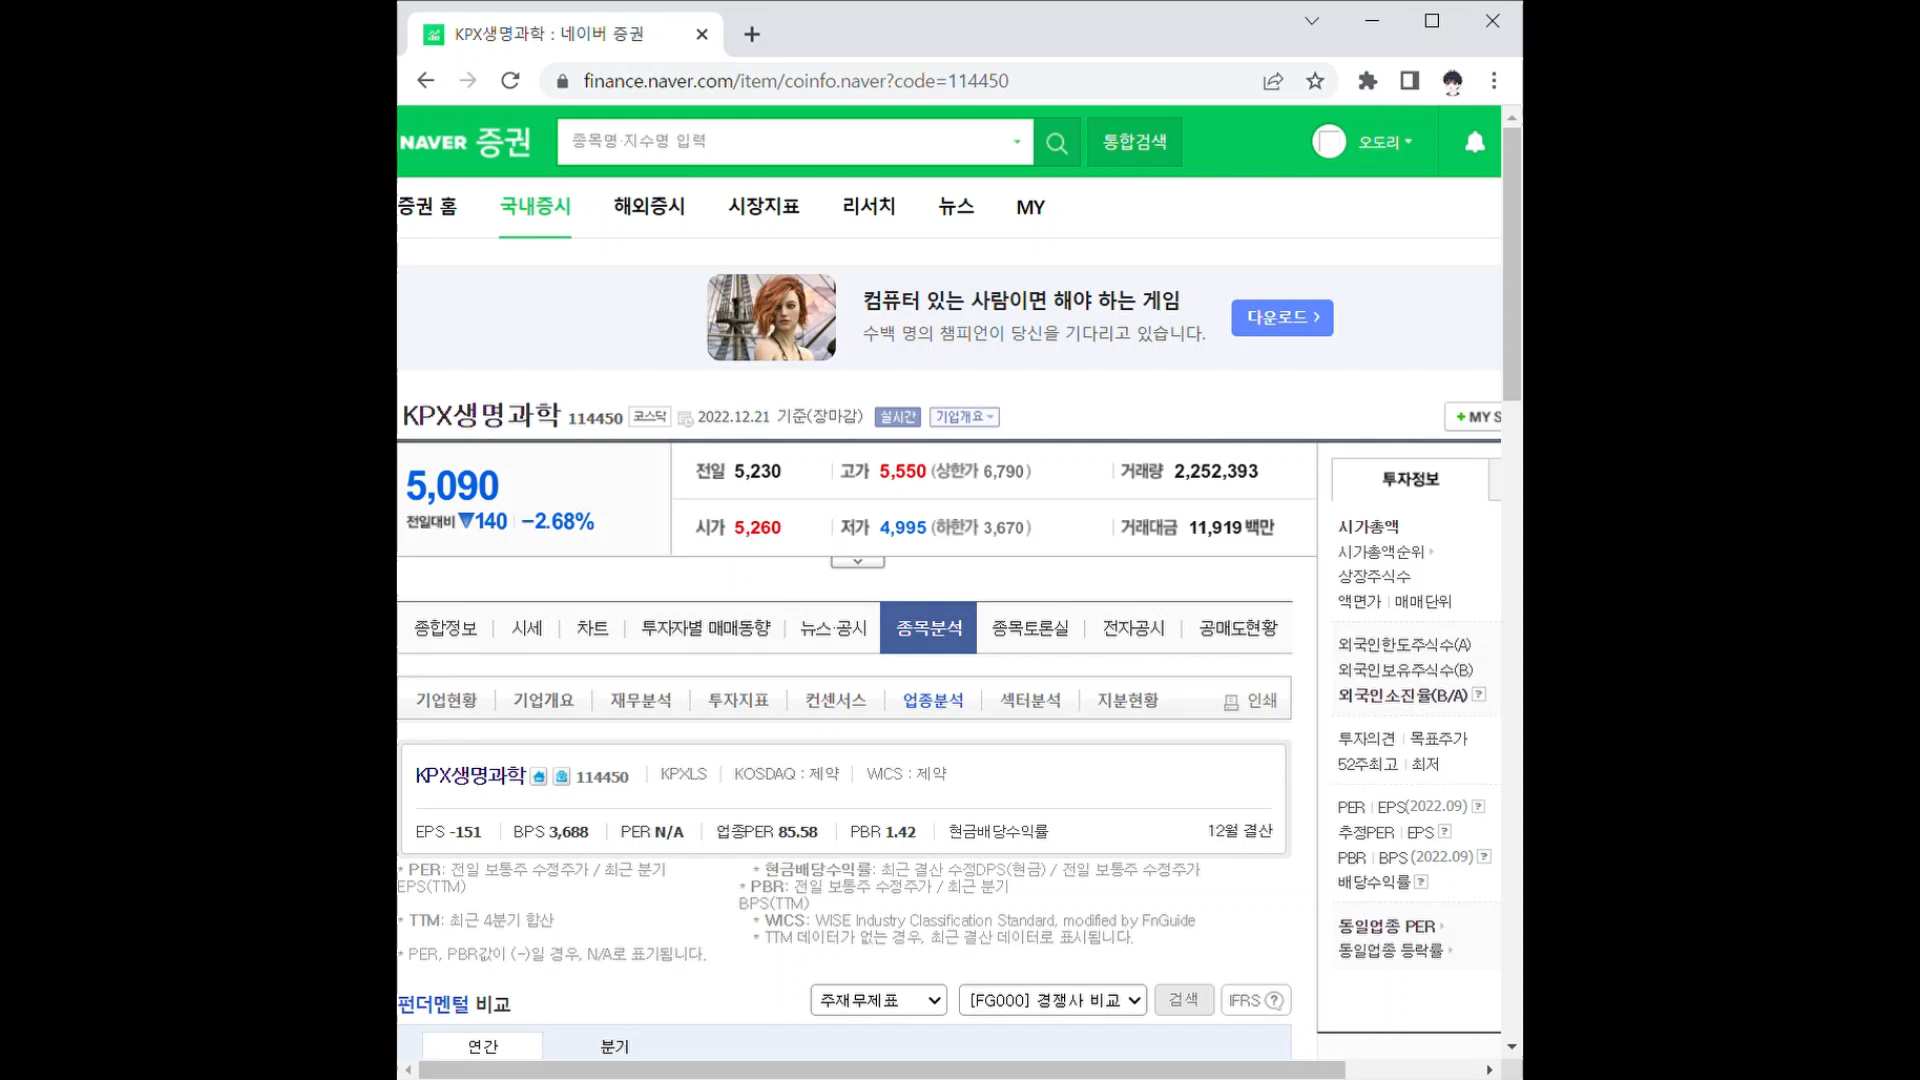 KPX생명과학 : 네이버 증권
finance.naver.com/item/coinfo.naver?code=114450
NAVER 증권
종목명·지수명 입력
통합검색
오도리
증권 홈 국내증시 해외증시 시장지표 리서치 뉴스 MY
컴퓨터 있는 사람이면 해야 하는 게임
수백 명의 챔피언이 당신을 기다리고 있습니다.
다운로드
KPX생명과학 114450 코스닥 2022.12.21 기준(장마감) 실시간 기업개요
+ MY S
5,090
전일대비 ▼140 -2.68%
전일 5,230 고가 5,550 (상한가 6,790) 거래량 2,252,393
시가 5,260 저가 4,995 (하한가 3,670) 거래대금 11,919 백만
종합정보 시세 차트 투자자별 매매동향 뉴스·공시 종목분석 종목토론실 전자공시 공매도현황
기업현황 기업개요 재무분석 투자지표 컨센서스 업종분석 섹터분석 지분현황 인쇄
KPX생명과학 114450 KPXLS KOSDAQ : 제약 WICS : 제약
EPS -151 BPS 3,688 PER N/A 업종PER 85.58 PBR 1.42 현금배당수익률 12월 결산
* PER: 전일 보통주 수정주가 / 최근 분기
EPS(TTM)
* TTM: 최근 4분기 합산
* PER, PBR값이 (-)일 경우, N/A로 표기됩니다.
* 현금배당수익률: 최근 결산 수정DPS(현금) / 전일 보통주 수정주가
* PBR: 전일 보통주 수정주가 / 최근 분기
BPS(TTM)
* WICS: WISE Industry Classification Standard, modified by FnGuide
* TTM 데이터가 없는 경우, 최근 결산 데이터로 표시됩니다.
펀더멘털 비교
주재무제표 [FG000] 경쟁사 비교 검색 IFRS ?
연간 분기
투자정보
시가총액
시가총액순위
상장주식수
액면가 매매단위
외국인한도주식수(A)
외국인보유주식수(B)
외국인소진율(B/A) ?
투자의견 목표주가
52주최고 최저
PER EPS(2022.09) ?
추정PER EPS ?
PBR BPS (2022.09) ?
배당수익률 ?
동일업종 PER
동일업종 등락률